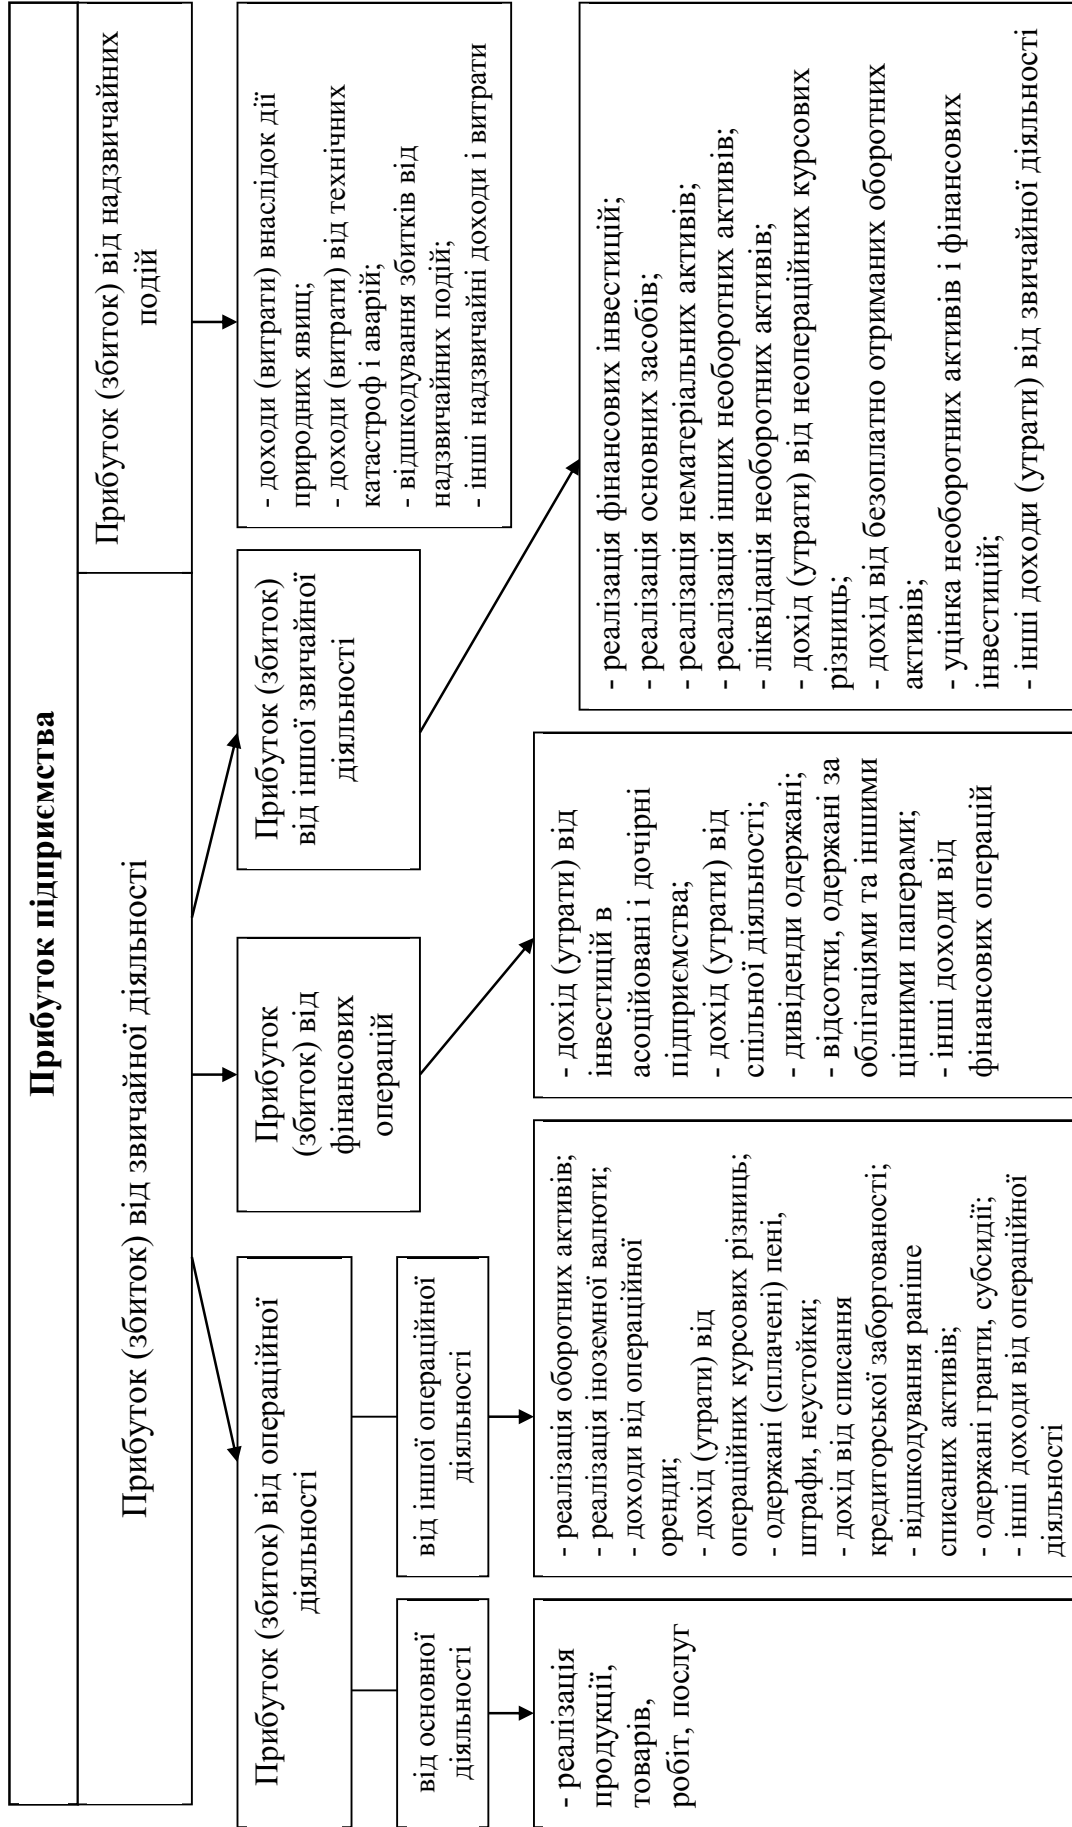 Прибуток підприємства
Прибуток (збиток) від звичайної діяльності
Прибуток (збиток) від надзвичайних
подій
Прибуток (збиток) від операційної
діяльності
Прибуток
(збиток) від
фінансових
операцій
Прибуток (збиток)
від іншої звичайної
діяльності
- доходи (витрати) внаслідок дії
природних явищ;
- доходи (витрати) від технічних
катастроф і аварій;
- відшкодування збитків від
надзвичайних подій;
- інші надзвичайні доходи і витрати
від основної
діяльності
від іншої операційної
діяльності
- реалізація
продукції,
товарів,
робіт, послуг
- реалізація оборотних активів;
- реалізація іноземної валюти;
- доходи від операційної
оренди;
- дохід (утрати) від
операційних курсових різниць;
- одержані (сплачені) пені,
штрафи, неустойки;
- дохід від списання
кредиторської заборгованості;
- відшкодування раніше
списаних активів;
- одержані гранти, субсидії;
- інші доходи від операційної
діяльності
- дохід (утрати) від
інвестицій в
асоційовані і дочірні
підприємства;
- дохід (утрати) від
спільної діяльності;
- дивіденди одержані;
- відсотки, одержані за
облігаціями та іншими
цінними паперами;
- інші доходи від
фінансових операцій
- реалізація фінансових інвестицій;
- реалізація основних засобів;
- реалізація нематеріальних активів;
- реалізація інших необоротних активів;
- ліквідація необоротних активів;
- дохід (утрати) від неопераційних курсових
різниць;
- дохід від безоплатно отриманих оборотних
активів;
- уцінка необоротних активів і фінансових
інвестицій;
- інші доходи (утрати) від звичайної діяльності